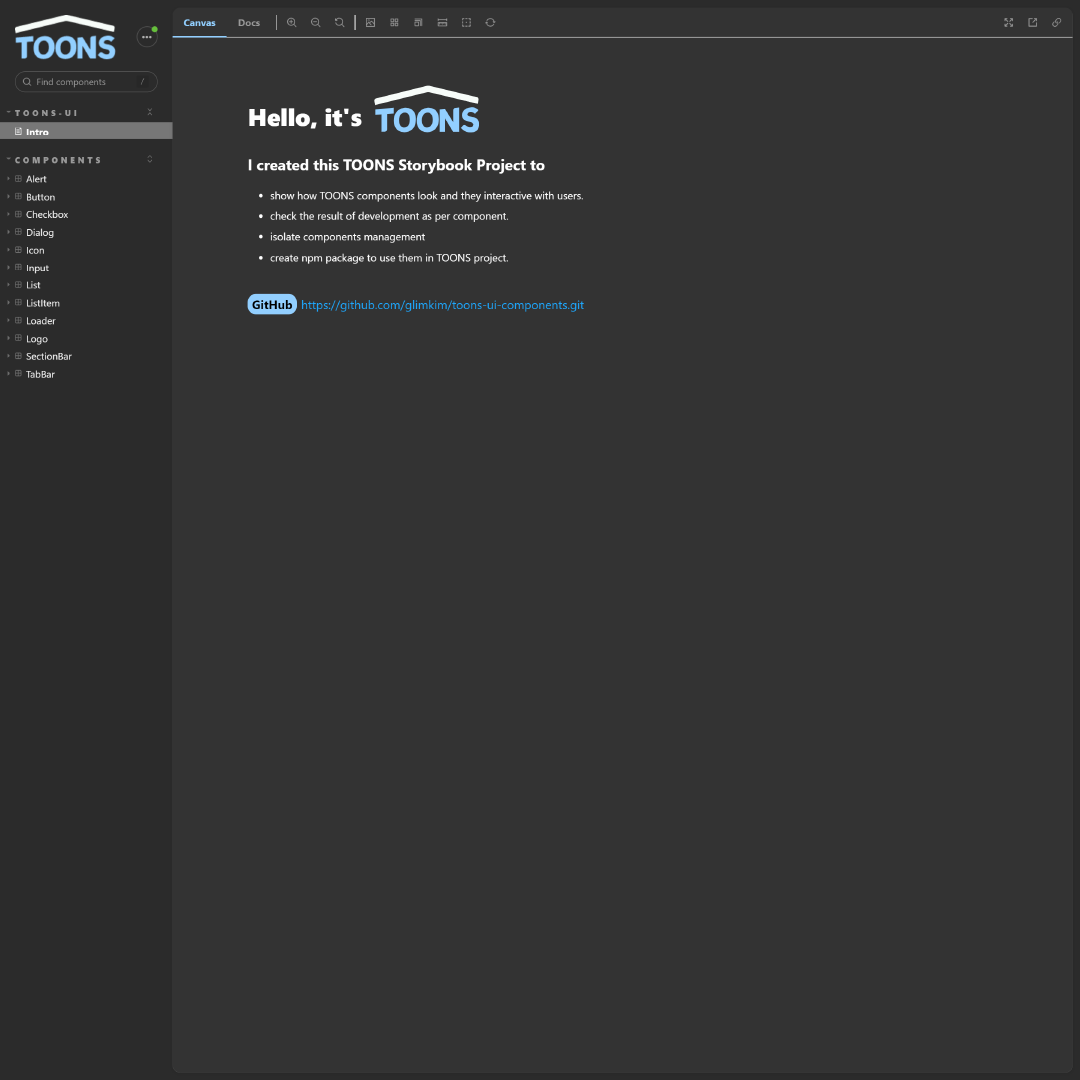 TOONS
Find components /
TOONS-UI
Intro
COMPONENTS
Alert
Button
Checkbox
Dialog
Icon
Input
List
ListItem
Loader
Logo
SectionBar
TabBar
Canvas Docs
Hello, it's TOONS
I created this TOONS Storybook Project to
• show how TOONS components look and they interactive with users.
• check the result of development as per component.
• isolate components management
• create npm package to use them in TOONS project.
GitHub https://github.com/glimkim/toons-ui-components.git